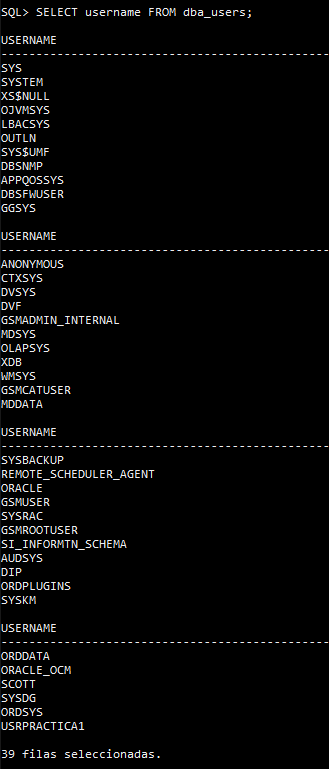 SQL> SELECT username FROM dba_users;
USERNAME
--------------------------------------------------
SYS
SYSTEM
XS$NULL
OJVMSYS
LBACSYS
OUTLN
SYS$UMF
DBSNMP
APPQOSSYS
DBSFWUSER
GGSYS
USERNAME
--------------------------------------------------
ANONYMOUS
CTXSYS
DVSYS
DVF
GSMADMIN_INTERNAL
MDSYS
OLAPSYS
XDB
WMSYS
GSMCATUSER
MDDATA
USERNAME
--------------------------------------------------
SYSBACKUP
REMOTE_SCHEDULER_AGENT
ORACLE
GSMUSER
SYSRAC
GSMROOTUSER
SI_INFORMTN_SCHEMA
AUDSYS
DIP
ORDPLUGINS
SYSKM
USERNAME
--------------------------------------------------
ORDDATA
ORACLE_OCM
SCOTT
SYSDG
ORDSYS
USRPRACTICA1
39 filas seleccionadas.